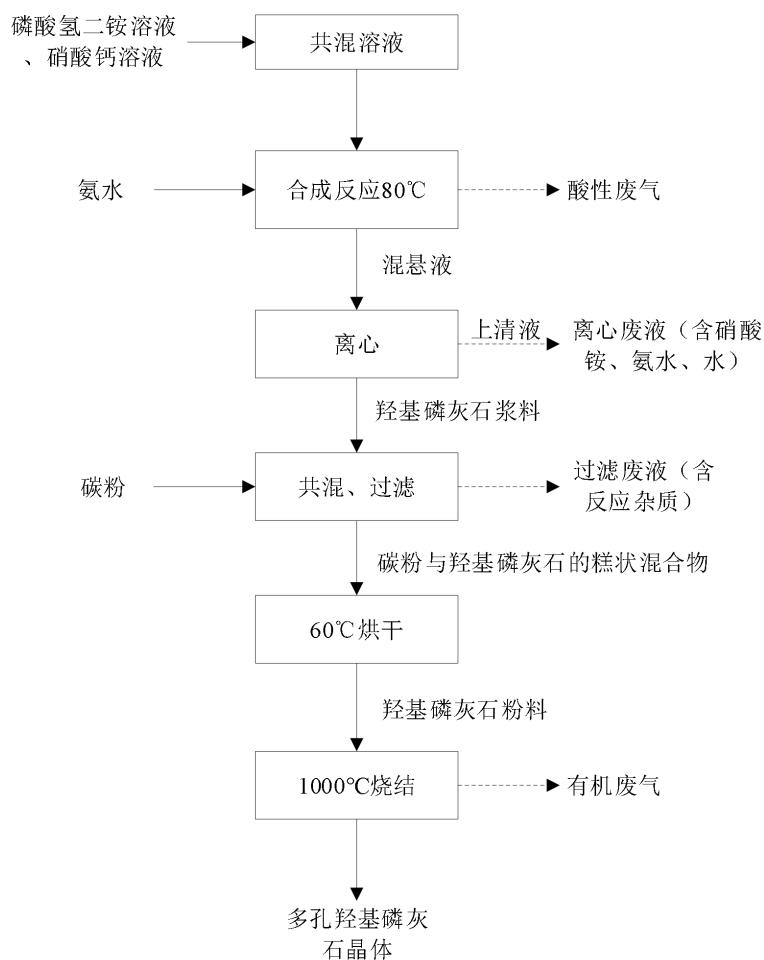 磷酸氢二铵溶液
、硝酸钙溶液
共混溶液
氨水
合成反应80℃
酸性废气
混悬液
离心
上清液
离心废液（含硝酸
铵、氨水、水）
羟基磷灰石浆料
碳粉
共混、过滤
过滤废液（含
反应杂质）
碳粉与羟基磷灰石的糕状混合物
60℃烘干
羟基磷灰石粉料
1000℃烧结
有机废气
多孔羟基磷灰
石晶体